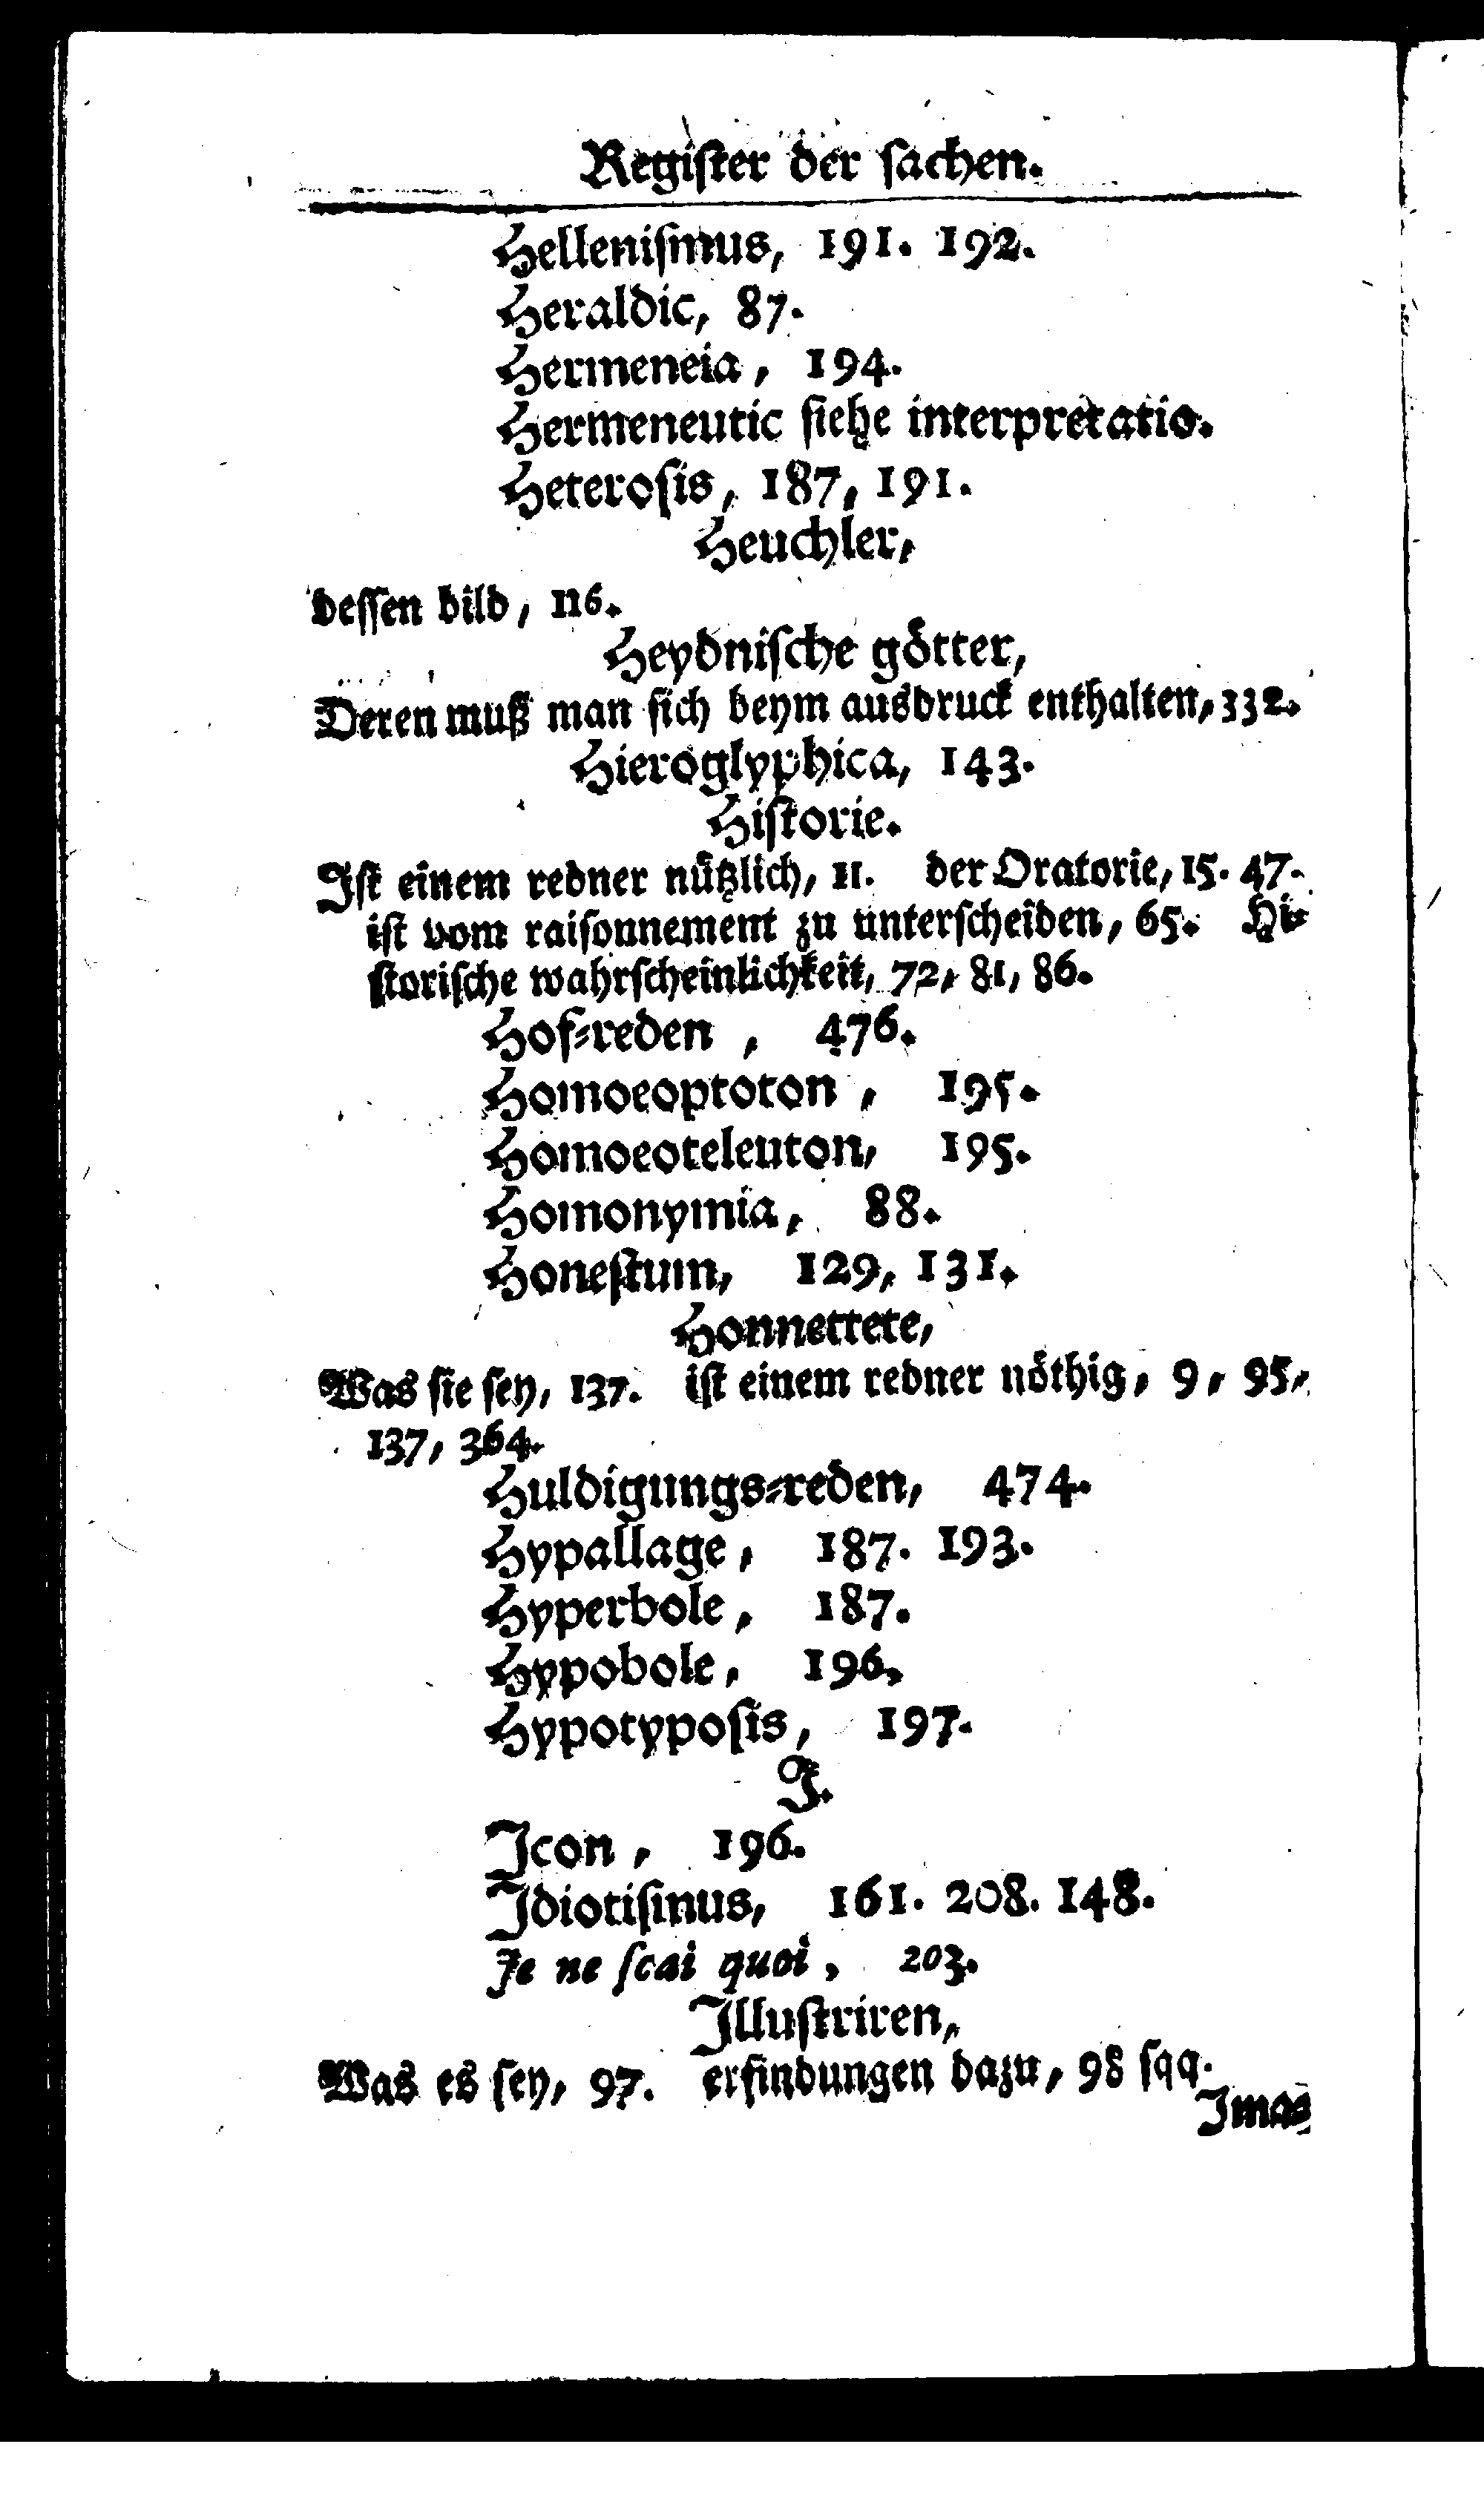 Regiſter der ſachen.
Helleniſmus, 191. 192.
Heraldic, 87.
Hermeneia, 194.
Hermeneutic ſiehe interpretatio.
Heteroſis, 187, 191.
Heuchler,
deſſen bild, 116.
Heydniſche götter,
Deren muß man ſich beym ausdruck enthalten, 332.
Hieroglyphica, 143.
Hiſtorie.
Iſt einem redner nützlich, 11. der Oratorie, 15. 47.
iſt vom raiſonnement zu unterſcheiden, 65. Hi-
ſtoriſche wahrſcheinlichkeit, 72, 81, 86.
Hof-reden, 476.
Homoeoptoton, 195.
Homoeoteleuton, 195.
Homonymia, 88.
Honeſtum, 129, 131.
Honnettete,
Was ſie ſey, 137. iſt einem redner nöthig, 9, 95,
137, 364.
Huldigungs-reden, 474.
Hypallage, 187. 193.
Hyperbole, 187.
Hypobole, 196.
Hypotypoſis, 197.
J.
Icon, 196.
Idiotiſmus, 161. 208. 148.
Je ne ſcai quoi, 203.
Illuſtriren,
Was es ſey, 97. erfindungen dazu, 98 ſqq.
Imas